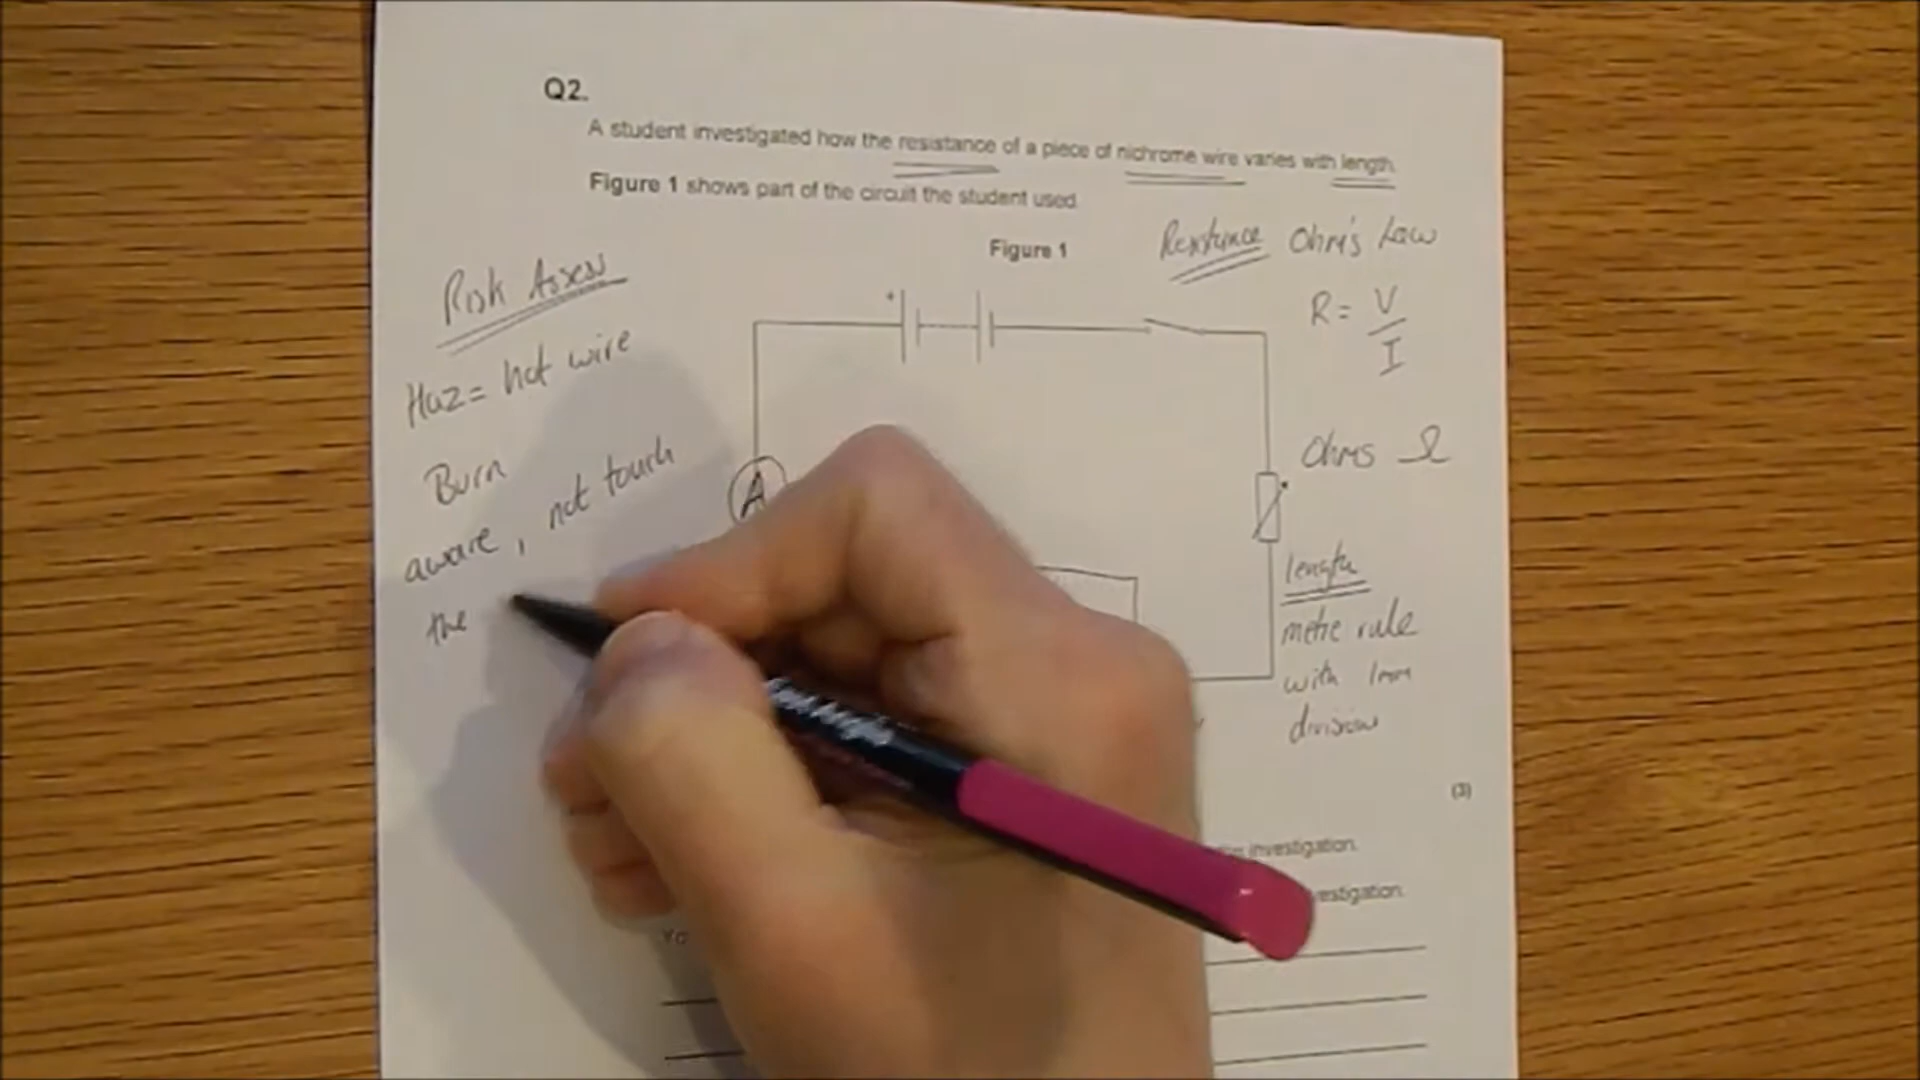 Q2.
A student investigated how the resistance of a piece of nichrome wire varies with length.
Figure 1 shows part of the circuit the student used.
Figure 1
Resistance Ohm's Law
R = V / I
Risk Assess
Haz = hot wire
Burn
aware, not touch
the
A
Ohms Ω
length
metre rule
with 1mm
division
(3)
investigation.